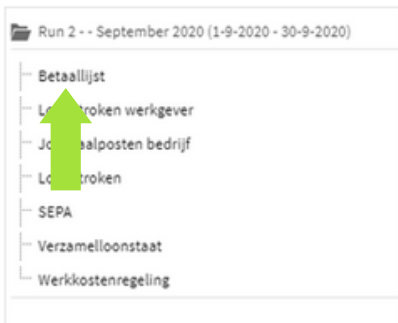 Run 2 - - September 2020 (1-9-2020 - 30-9-2020)
Betaallijst
werkgever
bedrijf
SEPA
Verzamelloonstaat
Werkkostenregeling